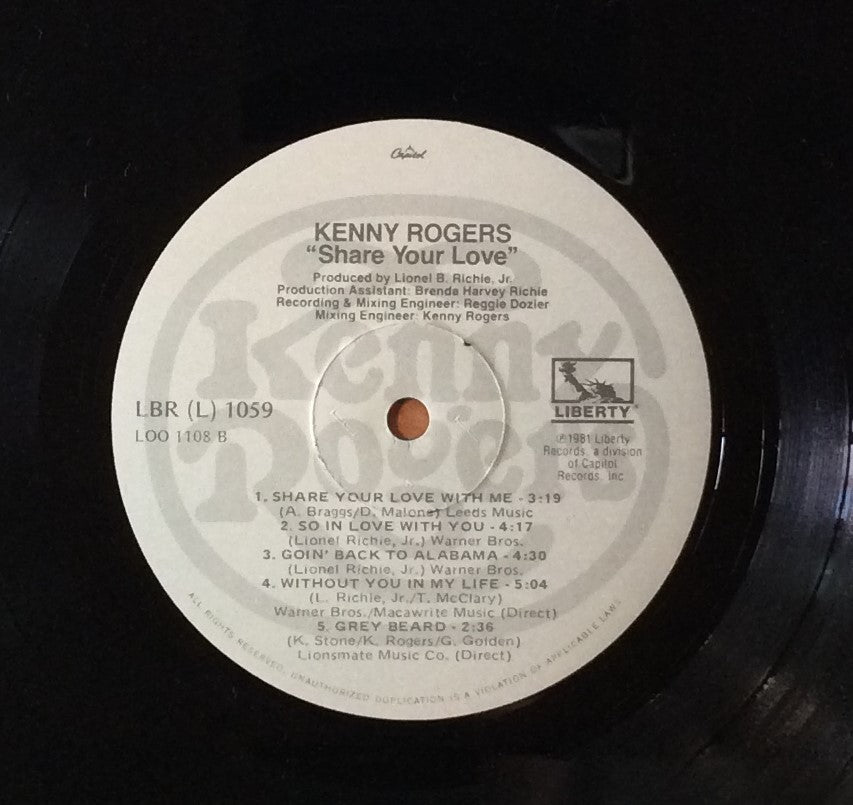 Capitol
KENNY ROGERS
"Share Your Love"
Produced by Lionel B. Richie, Jr.
Production Assistant: Brenda Harvey Richie
Recording & Mixing Engineer: Reggie Dozier
Mixing Engineer: Kenny Rogers
Kenny
Rogers
LBR (L) 1059
LOO 1108 B
LIBERTY
℗1981 Liberty
Records, a division
of Capitol
Records, Inc.
1. SHARE YOUR LOVE WITH ME - 3:19
(A. Braggs/D. Malone) Leeds Music
2. SO IN LOVE WITH YOU - 4:17
(Lionel Richie, Jr.) Warner Bros.
3. GOIN' BACK TO ALABAMA - 4:30
(Lionel Richie, Jr.) Warner Bros.
4. WITHOUT YOU IN MY LIFE - 5:04
(L. Richie, Jr./T. McClary)
Warner Bros./Macawrite Music (Direct)
5. GREY BEARD - 2:36
(K. Stone/K. Rogers/G. Golden)
Lionsmate Music Co. (Direct)
ALL RIGHTS RESERVED. UNAUTHORIZED DUPLICATION IS A VIOLATION OF APPLICABLE LAWS